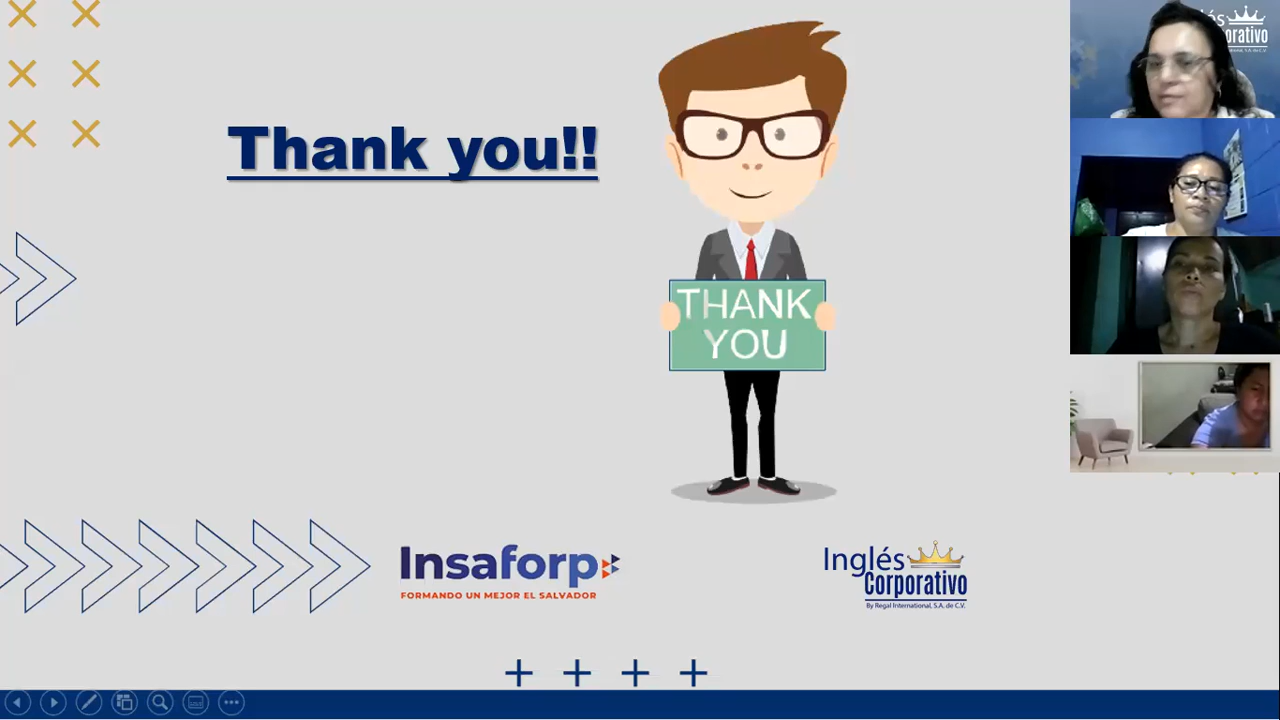 Thank you!!
THANK
YOU
Insaforp
FORMANDO UN MEJOR EL SALVADOR
Inglés
Corporativo
By Regal International, S.A. de C.V.